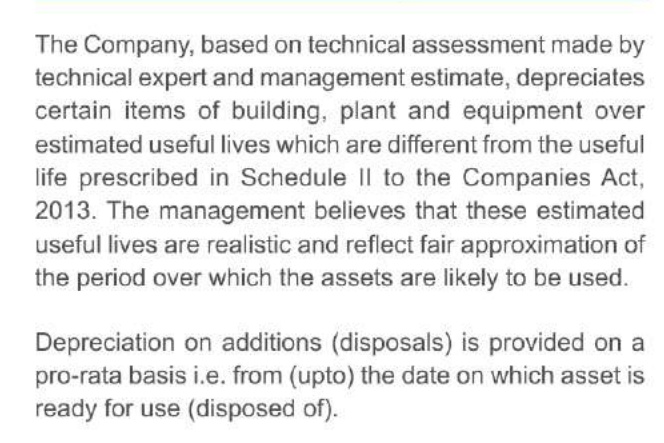 The Company, based on technical assessment made by
technical expert and management estimate, depreciates
certain items of building, plant and equipment over
estimated useful lives which are different from the useful
life prescribed in Schedule II to the Companies Act,
2013. The management believes that these estimated
useful lives are realistic and reflect fair approximation of
the period over which the assets are likely to be used.
Depreciation on additions (disposals) is provided on a
pro-rata basis i.e. from (upto) the date on which asset is
ready for use (disposed of).